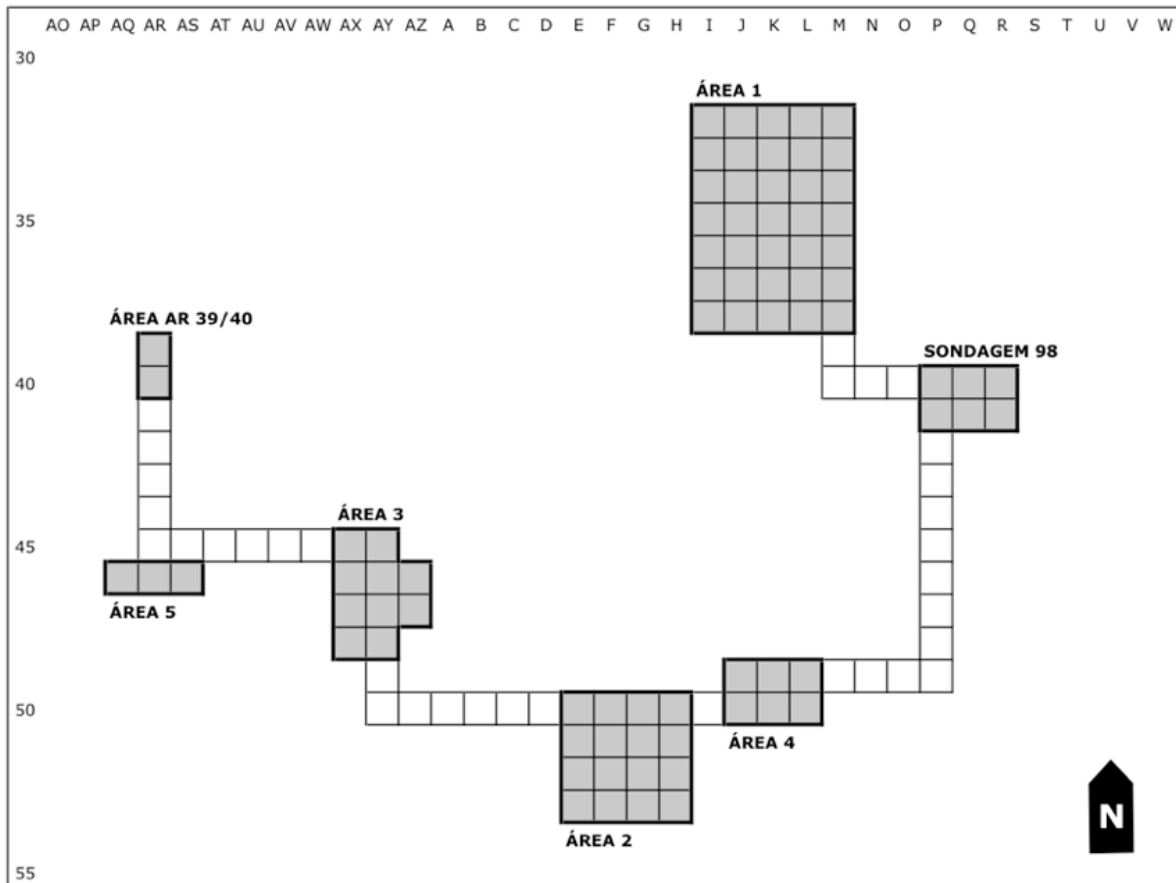 AO AP AQ AR AS AT AU AV AW AX AY AZ A B C D E F G H I J K L M N O P Q R S T U V W
30
ÁREA 1
35
ÁREA AR 39/40
SONDAGEM 98
40
ÁREA 3
45
ÁREA 5
50
ÁREA 4
N
ÁREA 2
55